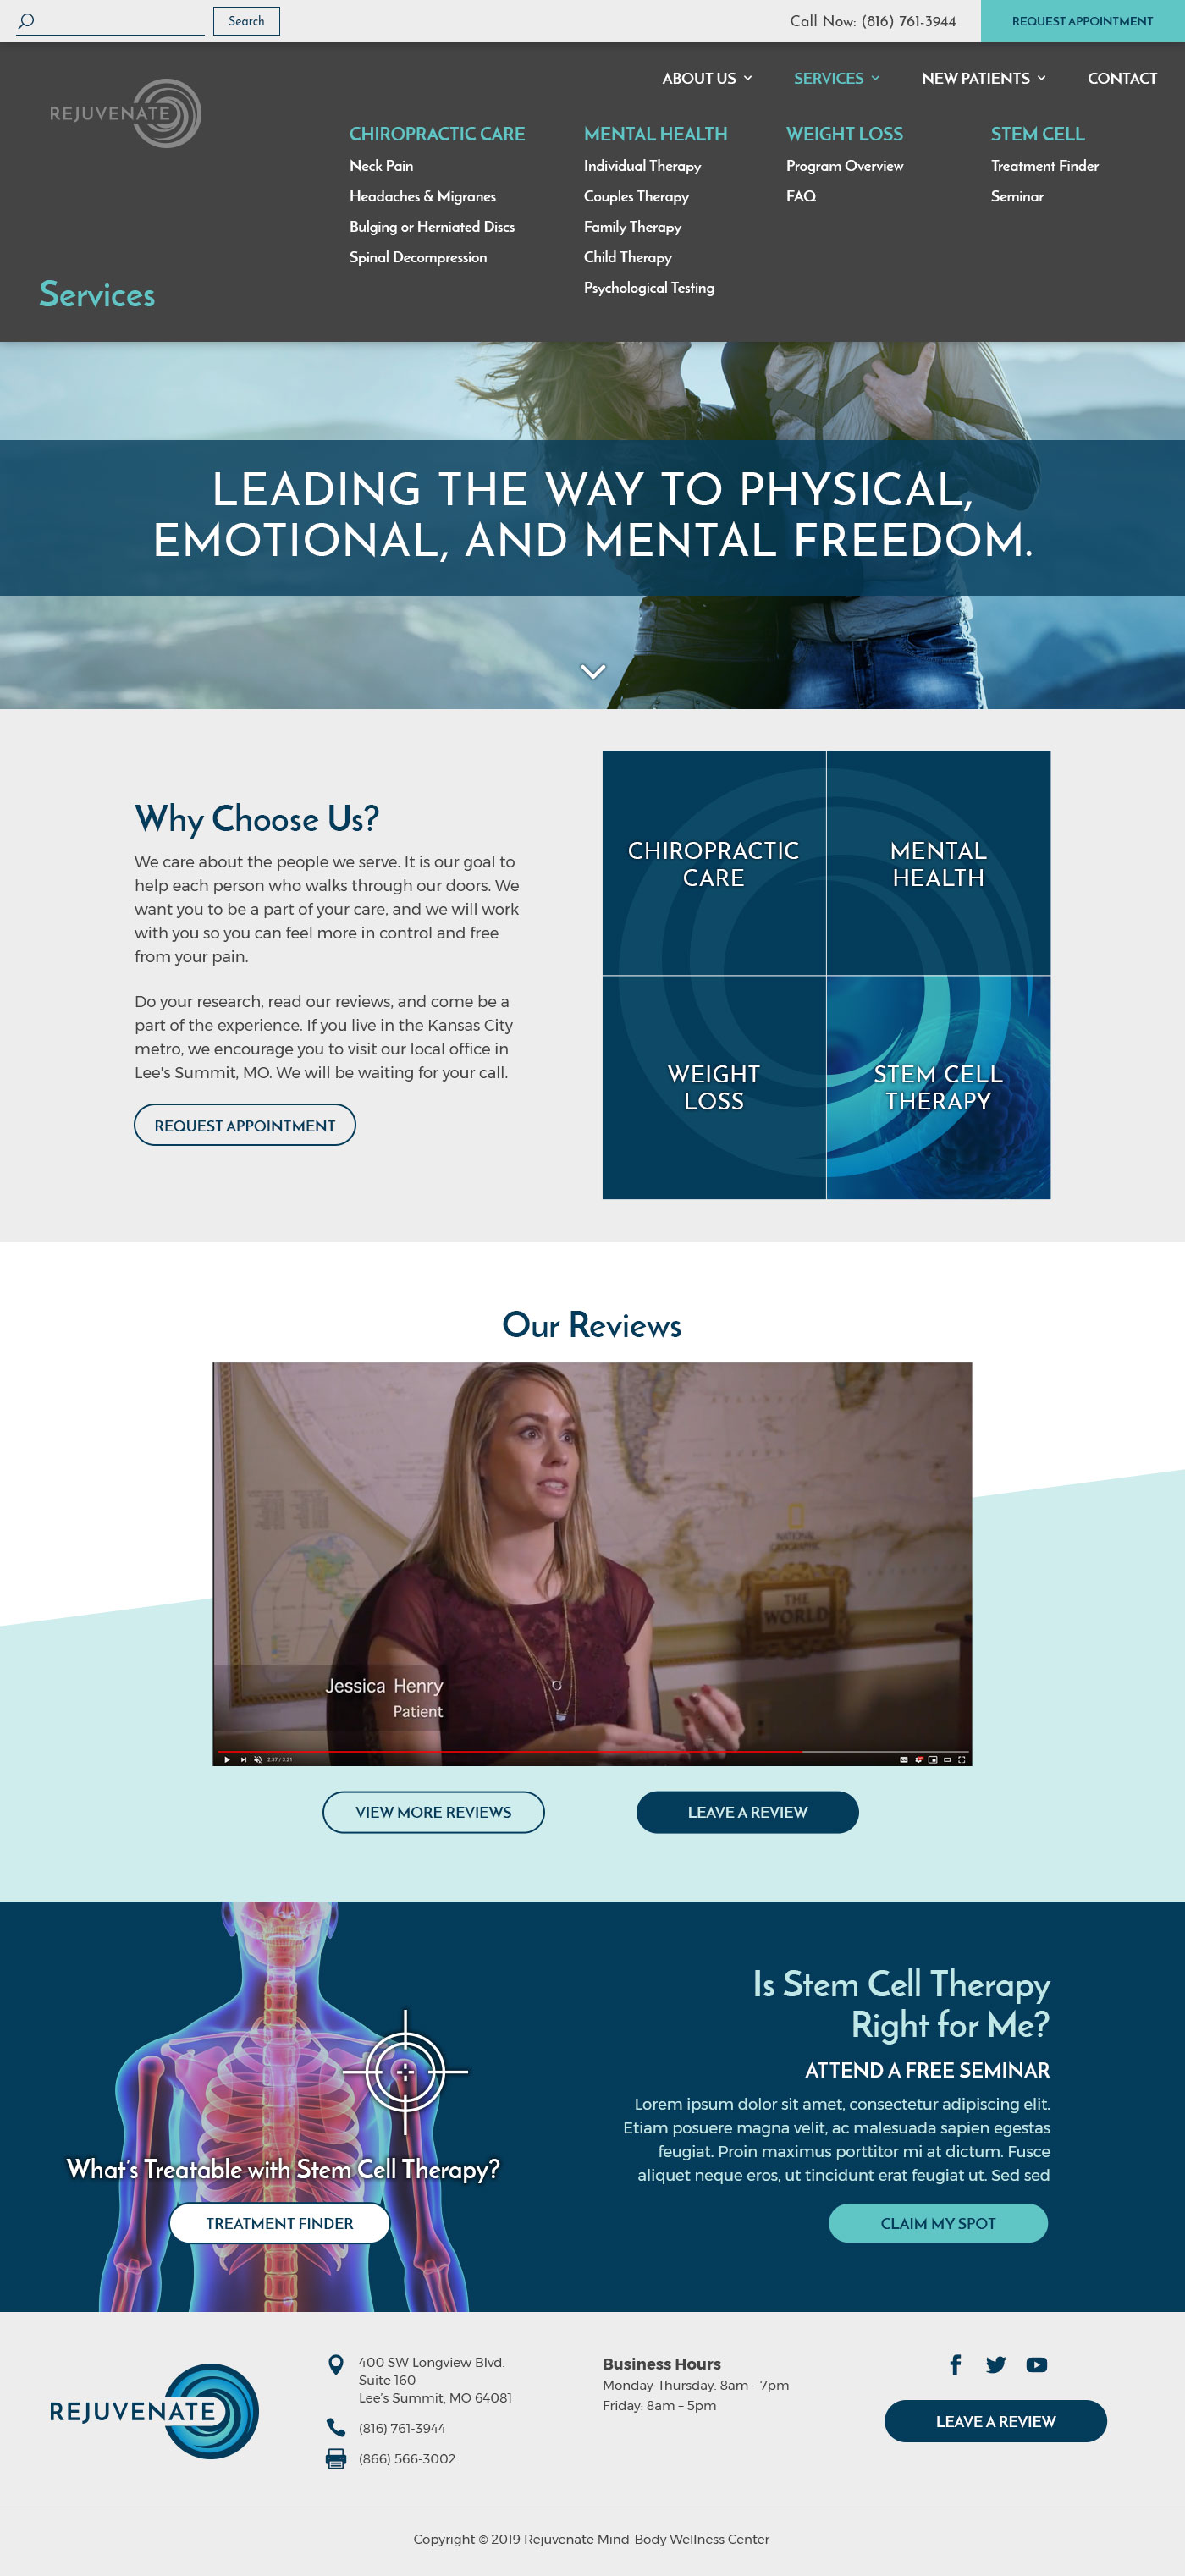 Search
Call Now: (816) 761-3944
REQUEST APPOINTMENT
REJUVENATE
ABOUT US
SERVICES
NEW PATIENTS
CONTACT
Services
CHIROPRACTIC CARE
Neck Pain
Headaches & Migranes
Bulging or Herniated Discs
Spinal Decompression
MENTAL HEALTH
Individual Therapy
Couples Therapy
Family Therapy
Child Therapy
Psychological Testing
WEIGHT LOSS
Program Overview
FAQ
STEM CELL
Treatment Finder
Seminar
LEADING THE WAY TO PHYSICAL,
EMOTIONAL, AND MENTAL FREEDOM.
Why Choose Us?
We care about the people we serve. It is our goal to
help each person who walks through our doors. We
want you to be a part of your care, and we will work
with you so you can feel more in control and free
from your pain.
Do your research, read our reviews, and come be a
part of the experience. If you live in the Kansas City
metro, we encourage you to visit our local office in
Lee's Summit, MO. We will be waiting for your call.
REQUEST APPOINTMENT
CHIROPRACTIC
CARE
MENTAL
HEALTH
WEIGHT
LOSS
STEM CELL
THERAPY
Our Reviews
NATIONAL
GEOGRAPHIC
THE
WORLD
Jessica Henry
Patient
2:37 / 3:21
VIEW MORE REVIEWS
LEAVE A REVIEW
What's Treatable with Stem Cell Therapy?
TREATMENT FINDER
Is Stem Cell Therapy
Right for Me?
ATTEND A FREE SEMINAR
Lorem ipsum dolor sit amet, consectetur adipiscing elit.
Etiam posuere magna velit, ac malesuada sapien egestas
feugiat. Proin maximus porttitor mi at dictum. Fusce
aliquet neque eros, ut tincidunt erat feugiat ut. Sed sed
CLAIM MY SPOT
REJUVENATE
400 SW Longview Blvd.
Suite 160
Lee's Summit, MO 64081
(816) 761-3944
(866) 566-3002
Business Hours
Monday-Thursday: 8am – 7pm
Friday: 8am – 5pm
LEAVE A REVIEW
Copyright © 2019 Rejuvenate Mind-Body Wellness Center